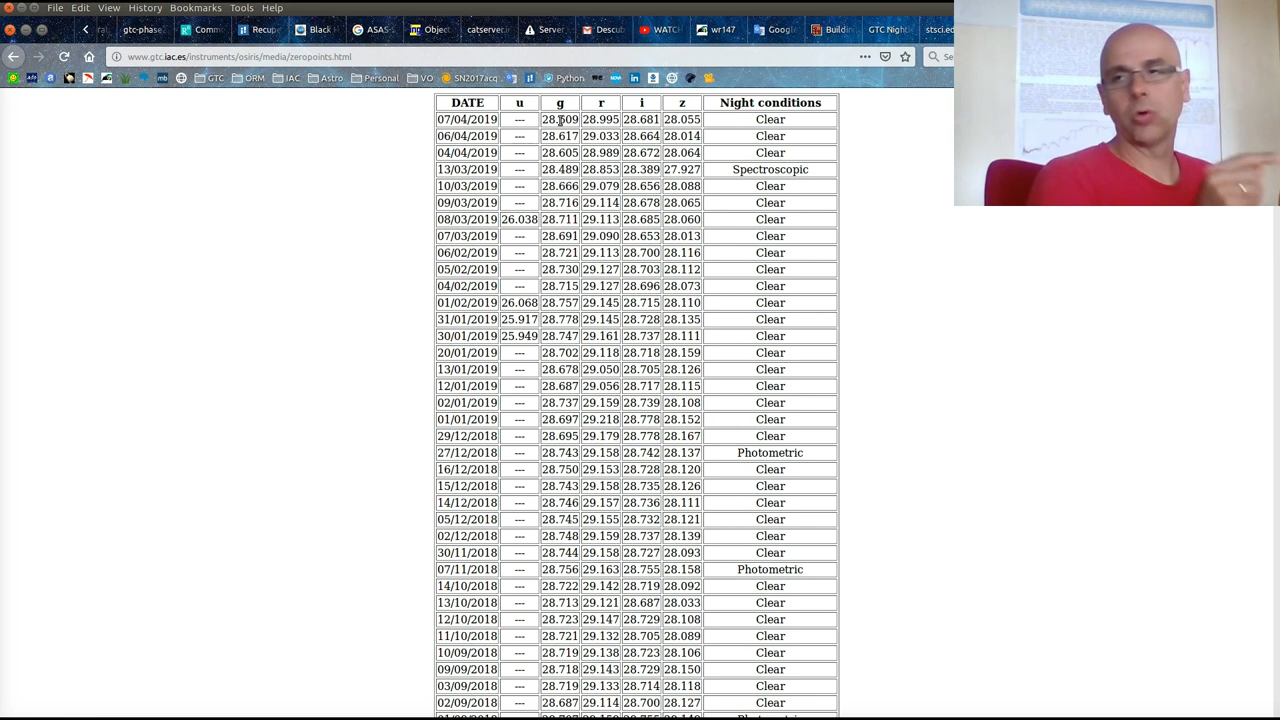 File Edit View History Bookmarks Tools Help
gtc-phase2 Commo Recupe Black H ASAS- Object catserver.i Server_ Descub WATCH wr147 Google Building GTC Night stsci.ed
www.gtc.iac.es/instruments/osiris/media/zeropoints.html
GTC ORM IAC Astro Personal VO SN2017acq Python
DATE u g r i z Night conditions
07/04/2019 --- 28.609 28.995 28.681 28.055 Clear
06/04/2019 --- 28.617 29.033 28.664 28.014 Clear
04/04/2019 --- 28.605 28.989 28.672 28.064 Clear
13/03/2019 --- 28.489 28.853 28.389 27.927 Spectroscopic
10/03/2019 --- 28.666 29.079 28.656 28.088 Clear
09/03/2019 --- 28.716 29.114 28.678 28.065 Clear
08/03/2019 26.038 28.711 29.113 28.685 28.060 Clear
07/03/2019 --- 28.691 29.090 28.653 28.013 Clear
06/02/2019 --- 28.721 29.113 28.700 28.116 Clear
05/02/2019 --- 28.730 29.127 28.703 28.112 Clear
04/02/2019 --- 28.715 29.127 28.696 28.073 Clear
01/02/2019 26.068 28.757 29.145 28.715 28.110 Clear
31/01/2019 25.917 28.778 29.145 28.728 28.135 Clear
30/01/2019 25.949 28.747 29.161 28.737 28.111 Clear
20/01/2019 --- 28.702 29.118 28.718 28.159 Clear
13/01/2019 --- 28.678 29.050 28.705 28.126 Clear
12/01/2019 --- 28.687 29.056 28.717 28.115 Clear
02/01/2019 --- 28.737 29.159 28.739 28.108 Clear
01/01/2019 --- 28.697 29.218 28.778 28.152 Clear
29/12/2018 --- 28.695 29.179 28.778 28.167 Clear
27/12/2018 --- 28.743 29.158 28.742 28.137 Photometric
16/12/2018 --- 28.750 29.153 28.728 28.120 Clear
15/12/2018 --- 28.743 29.158 28.735 28.126 Clear
14/12/2018 --- 28.746 29.157 28.736 28.111 Clear
05/12/2018 --- 28.745 29.155 28.732 28.121 Clear
02/12/2018 --- 28.748 29.159 28.737 28.139 Clear
30/11/2018 --- 28.744 29.158 28.727 28.093 Clear
07/11/2018 --- 28.756 29.163 28.755 28.158 Photometric
14/10/2018 --- 28.722 29.142 28.719 28.092 Clear
13/10/2018 --- 28.713 29.121 28.687 28.033 Clear
12/10/2018 --- 28.723 29.147 28.729 28.108 Clear
11/10/2018 --- 28.721 29.132 28.705 28.089 Clear
10/09/2018 --- 28.719 29.138 28.723 28.106 Clear
09/09/2018 --- 28.718 29.143 28.729 28.150 Clear
03/09/2018 --- 28.719 29.133 28.714 28.118 Clear
02/09/2018 --- 28.687 29.114 28.700 28.127 Clear